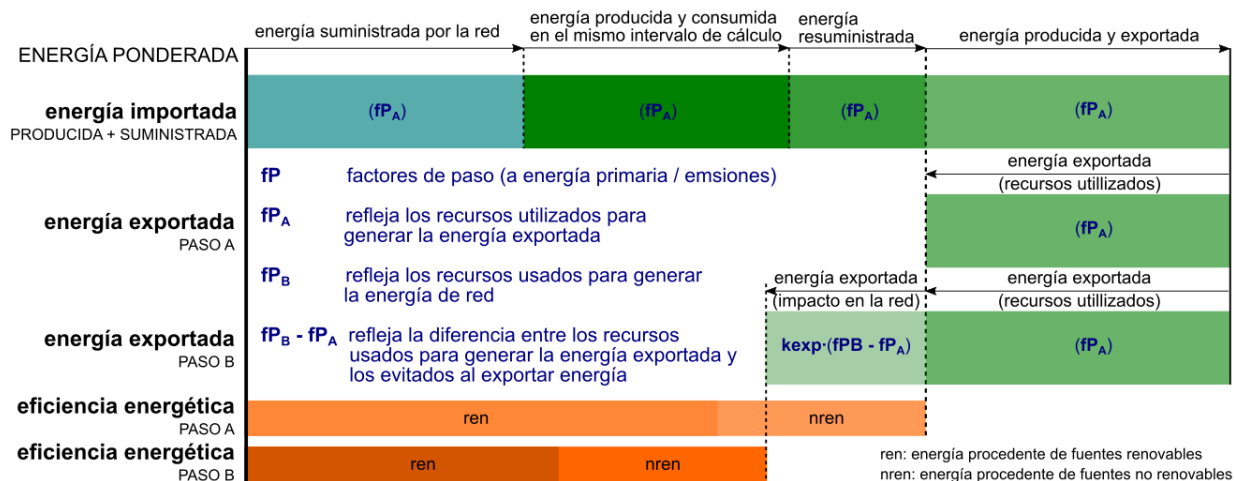 energía suministrada por la red
energía producida y consumida
en el mismo intervalo de cálculo
energía
resuministrada
energía producida y exportada
ENERGÍA PONDERADA
energía importada
PRODUCIDA + SUMINISTRADA
(fPA)
(fPA)
(fPA)
(fPA)
fP factores de paso (a energía primaria / emsiones)
energía exportada
(recursos utillizados)
energía exportada
PASO A
fPA refleja los recursos utilizados para
generar la energía exportada
(fPA)
fPB refleja los recursos usados para generar
la energía de red
energía exportada
(impacto en la red)
energía exportada
(recursos utillizados)
energía exportada
PASO B
fPB - fPA refleja la diferencia entre los recursos
usados para generar la energía exportada y
los evitados al exportar energía
kexp·(fPB - fPA)
(fPA)
eficiencia energética
PASO A
ren
nren
eficiencia energética
PASO B
ren
nren
ren: energía procedente de fuentes renovables
nren: energía procedente de fuentes no renovables